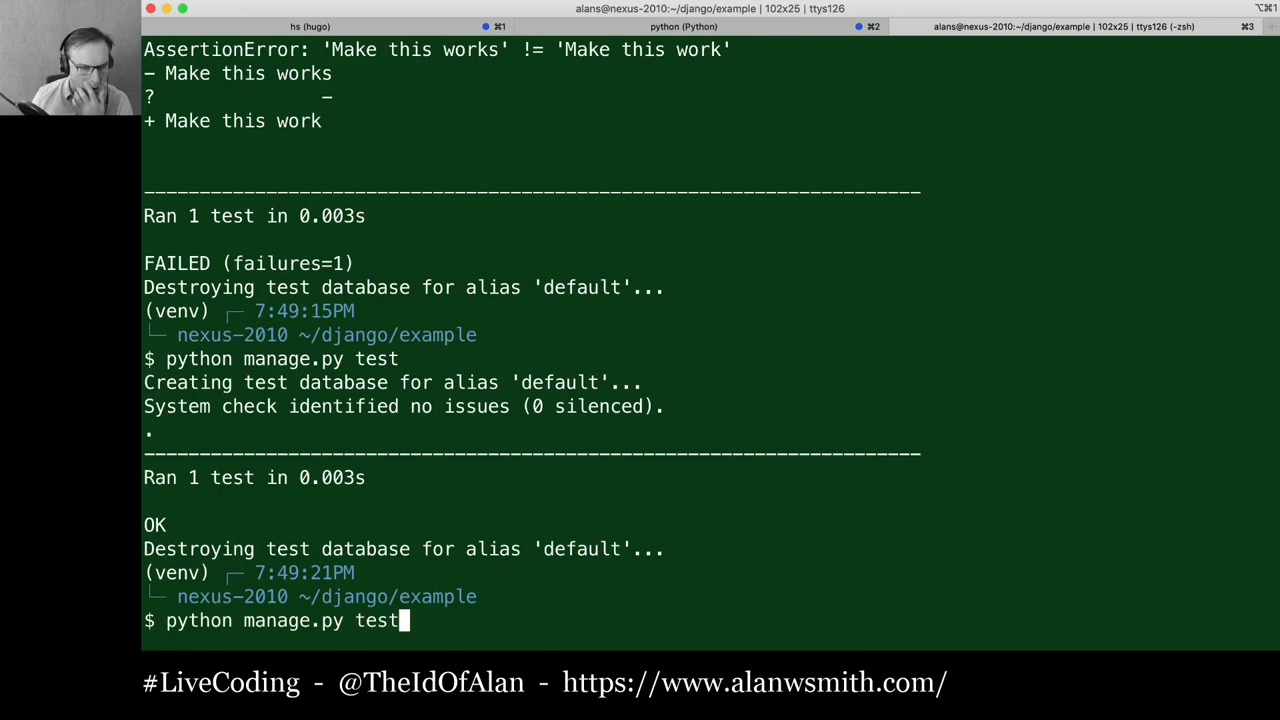 alans@nexus-2010:~/django/example | 102x25 | ttys126
⌥⌘10
hs (hugo)
⌘1
python (Python)
⌘2
alans@nexus-2010:~/django/example | 102x25 | ttys126 (-zsh)
⌘3
AssertionError: 'Make this works' != 'Make this work'
- Make this works
?                -
+ Make this work
----------------------------------------------------------------------
Ran 1 test in 0.003s
FAILED (failures=1)
Destroying test database for alias 'default'...
(venv) ┌─ 7:49:15PM
└─ nexus-2010 ~/django/example
$ python manage.py test
Creating test database for alias 'default'...
System check identified no issues (0 silenced).
.
----------------------------------------------------------------------
Ran 1 test in 0.003s
OK
Destroying test database for alias 'default'...
(venv) ┌─ 7:49:21PM
└─ nexus-2010 ~/django/example
$ python manage.py test
#LiveCoding - @TheIdOfAlan - https://www.alanwsmith.com/